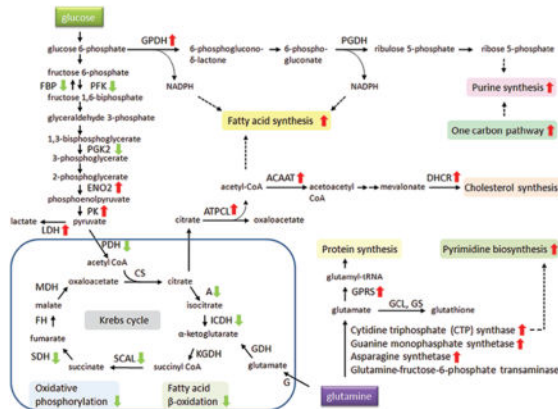 glucose
glucose 6-phosphate
GPDH
6-phosphoglucono-
δ-lactone
6-phospho-
gluconate
PGDH
ribulose 5-phosphate
ribose 5-phosphate
NADPH
NADPH
fructose 6-phosphate
FBP
PFK
fructose 1,6-biphosphate
glyceraldehyde 3-phosphate
1,3-bisphosphoglycerate
PGK2
3-phosphoglycerate
2-phosphoglycerate
ENO2
phosphoenolpyruvate
PK
lactate
pyruvate
LDH
Purine synthesis
Fatty acid synthesis
One carbon pathway
acetyl-CoA
ACAAT
acetoacetyl
CoA
mevalonate
DHCR
Cholesterol synthesis
citrate
ATPCL
oxaloacetate
PDH
acetyl CoA
CS
oxaloacetate
citrate
MDH
A
malate
isocitrate
FH
Krebs cycle
ICDH
α-ketoglutarate
fumarate
KGDH
GDH
SDH
SCAL
succinate
succinyl CoA
glutamate
G
Oxidative
phosphorylation
Fatty acid
β-oxidation
glutamine
Protein synthesis
Pyrimidine biosynthesis
glutamyl-tRNA
GPRS
GCL, GS
glutamate
glutathione
Cytidine triphosphate (CTP) synthase
Guanine monophasphate synthetase
Asparagine synthetase
Glutamine-fructose-6-phosphate transaminase